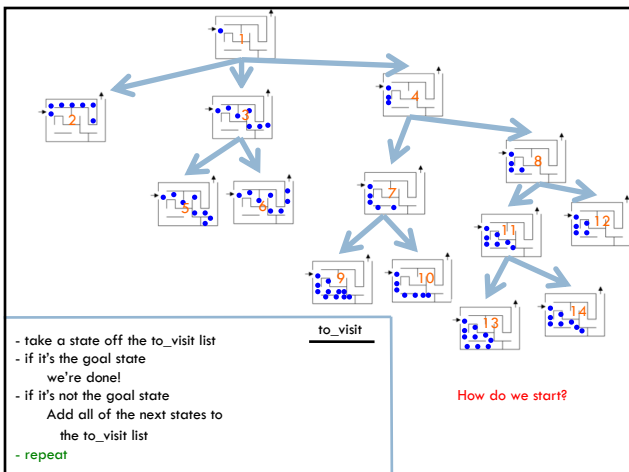 1
2
3
4
5
6
7
8
9
10
11
12
13
14
to_visit
- take a state off the to_visit list
- if it's the goal state
we're done!
- if it's not the goal state
Add all of the next states to
the to_visit list
- repeat
How do we start?